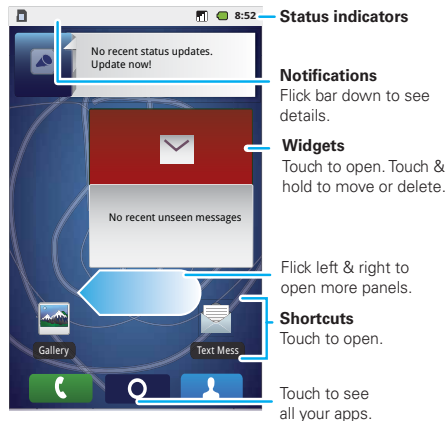 8:52
Status indicators
No recent status updates.
Update now!
Notifications
Flick bar down to see
details.
Widgets
Touch to open. Touch &
hold to move or delete.
No recent unseen messages
Flick left & right to
open more panels.
Shortcuts
Touch to open.
Gallery
Text Mess
Touch to see
all your apps.